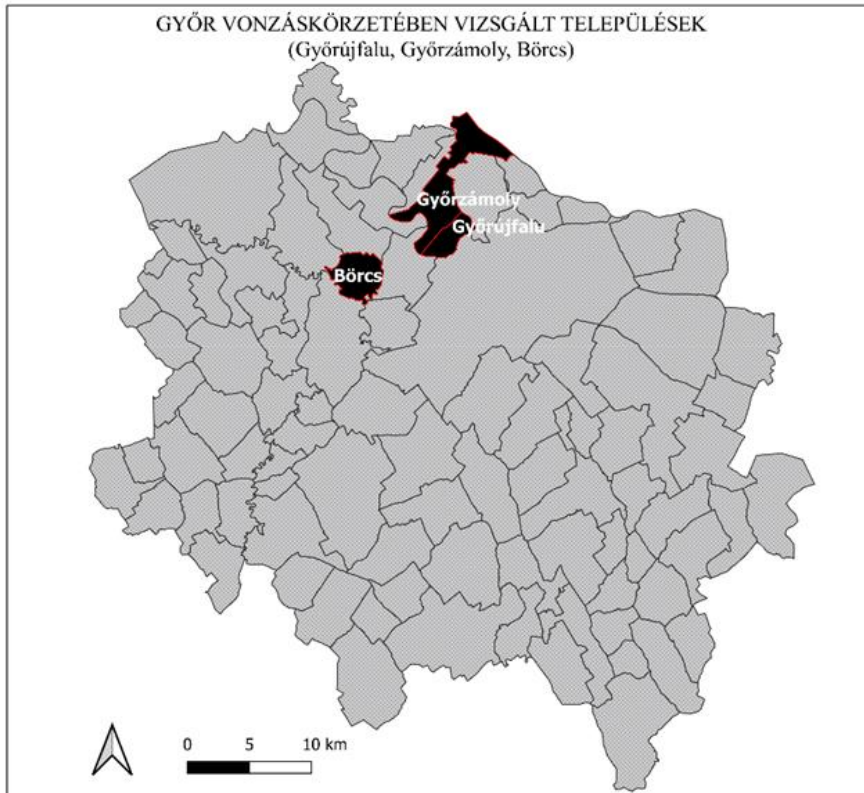 GYŐR VONZÁSKÖRZETÉBEN VIZSGÁLT TELEPÜLÉSEK
(Győrújfalu, Győrzámoly, Börcs)
Győrzámoly
Győrújfalu
Börcs
0 5 10 km